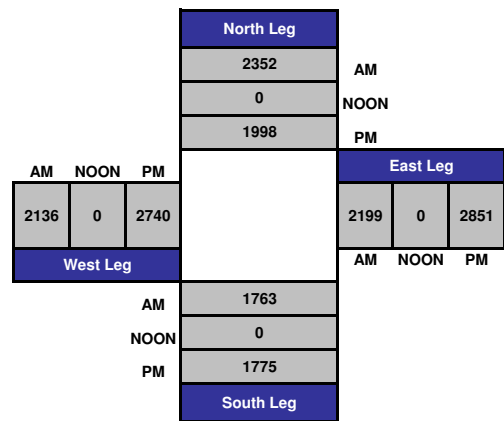 North Leg
2352
AM
0
NOON
1998
PM
AM NOON PM
East Leg
2136 0 2740
2199 0 2851
West Leg
AM NOON PM
AM
1763
NOON
0
PM
1775
South Leg